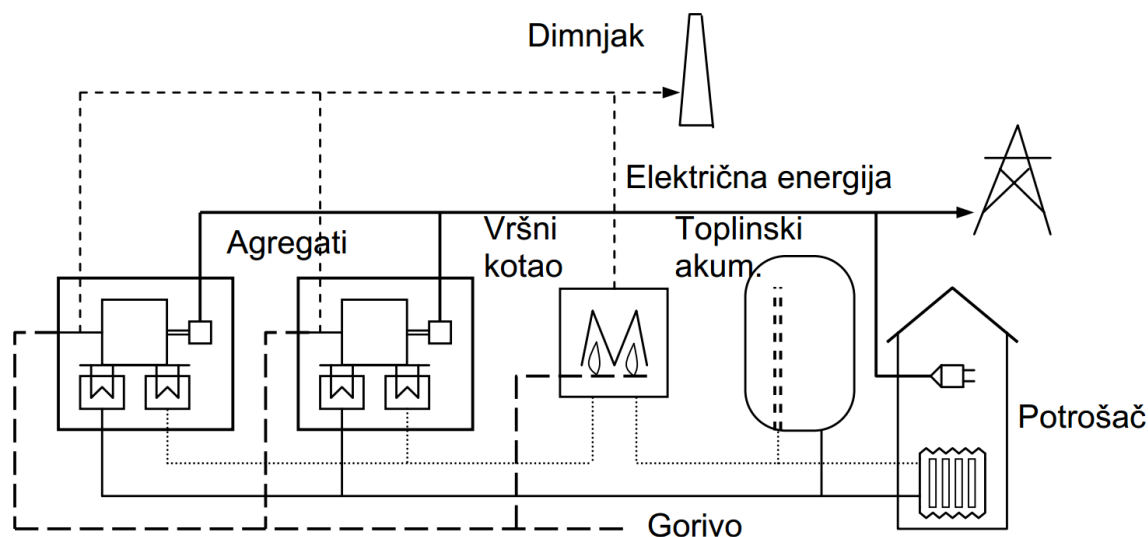 Dimnjak
Električna energija
Agregati
Vršni
kotao
Toplinski
akum.
Potrošač
Gorivo